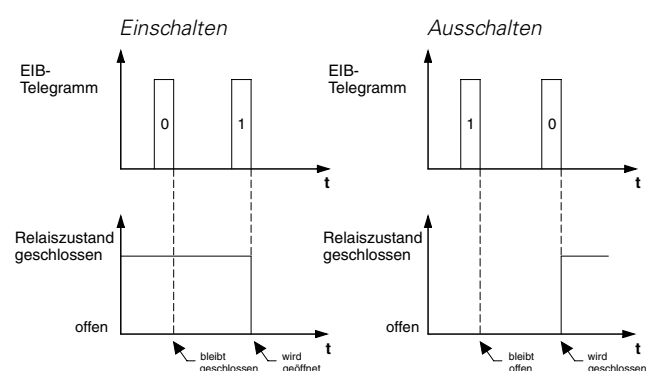 Einschalten
EIB-
Telegramm
0
1
t
Relaiszustand
geschlossen
offen
t
bleibt
geschlossen
wird
geöffnet
Ausschalten
EIB-
Telegramm
1
0
t
Relaiszustand
geschlossen
offen
t
bleibt
offen
wird
geschlossen